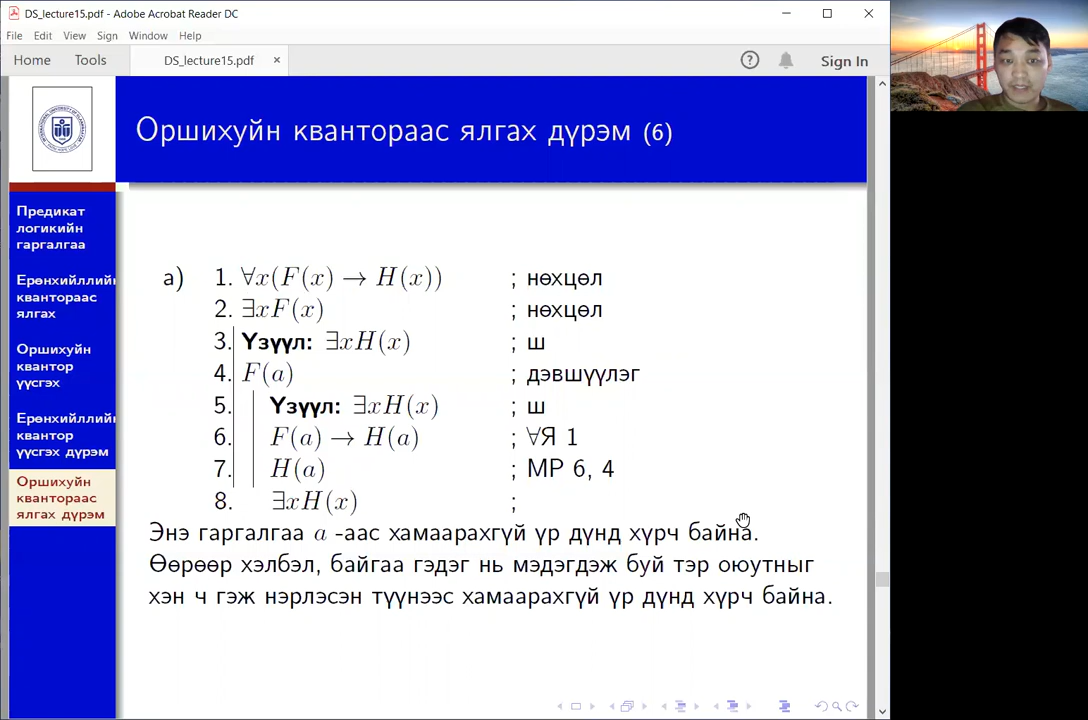 DS_lecture15.pdf - Adobe Acrobat Reader DC
File Edit View Sign Window Help
Home Tools DS_lecture15.pdf × Sign In
Оршихуйн квантораас ялгах дүрэм (6)
Предикат
логикийн
гаргалгаа
Ерөнхийллийн
квантораас
ялгах
Оршихуйн
квантор
үүсгэх
Ерөнхийллийн
квантор
үүсгэх дүрэм
Оршихуйн
квантораас
ялгах дүрэм
а) 1. ∀x(F(x) → H(x)) ; нөхцөл
2. ∃xF(x) ; нөхцөл
3. Үзүүл: ∃xH(x) ; ш
4. F(a) ; дэвшүүлэг
5. Үзүүл: ∃xH(x) ; ш
6. F(a) → H(a) ; ∀Я 1
7. H(a) ; МР 6, 4
8. ∃xH(x) ;
Энэ гаргалгаа a -аас хамаарахгүй үр дүнд хүрч байна.
Өөрөөр хэлбэл, байгаа гэдэг нь мэдэгдэж буй тэр оюутныг
хэн ч гэж нэрлэсэн түүнээс хамаарахгүй үр дүнд хүрч байна.